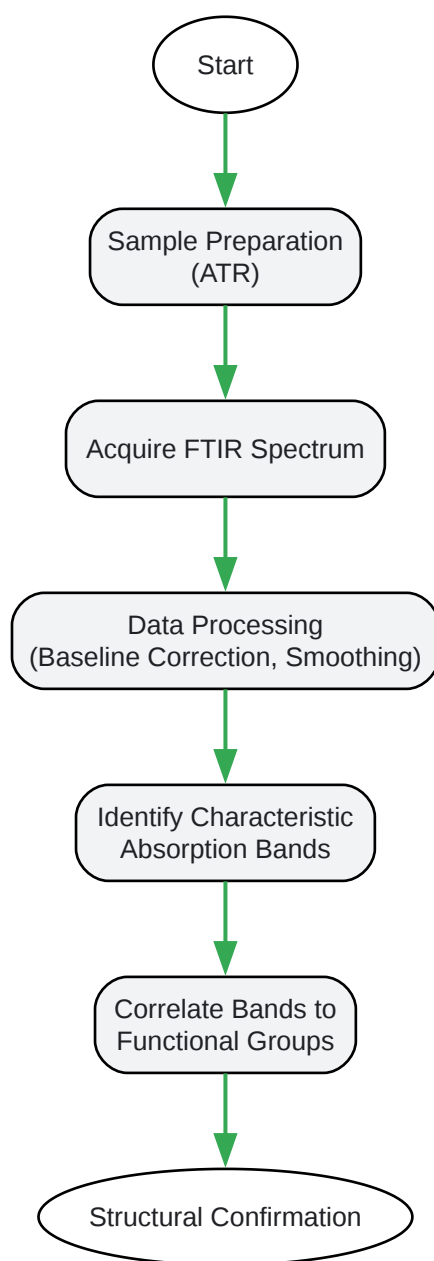 Start
Sample Preparation
(ATR)
Acquire FTIR Spectrum
Data Processing
(Baseline Correction, Smoothing)
Identify Characteristic
Absorption Bands
Correlate Bands to
Functional Groups
Structural Confirmation